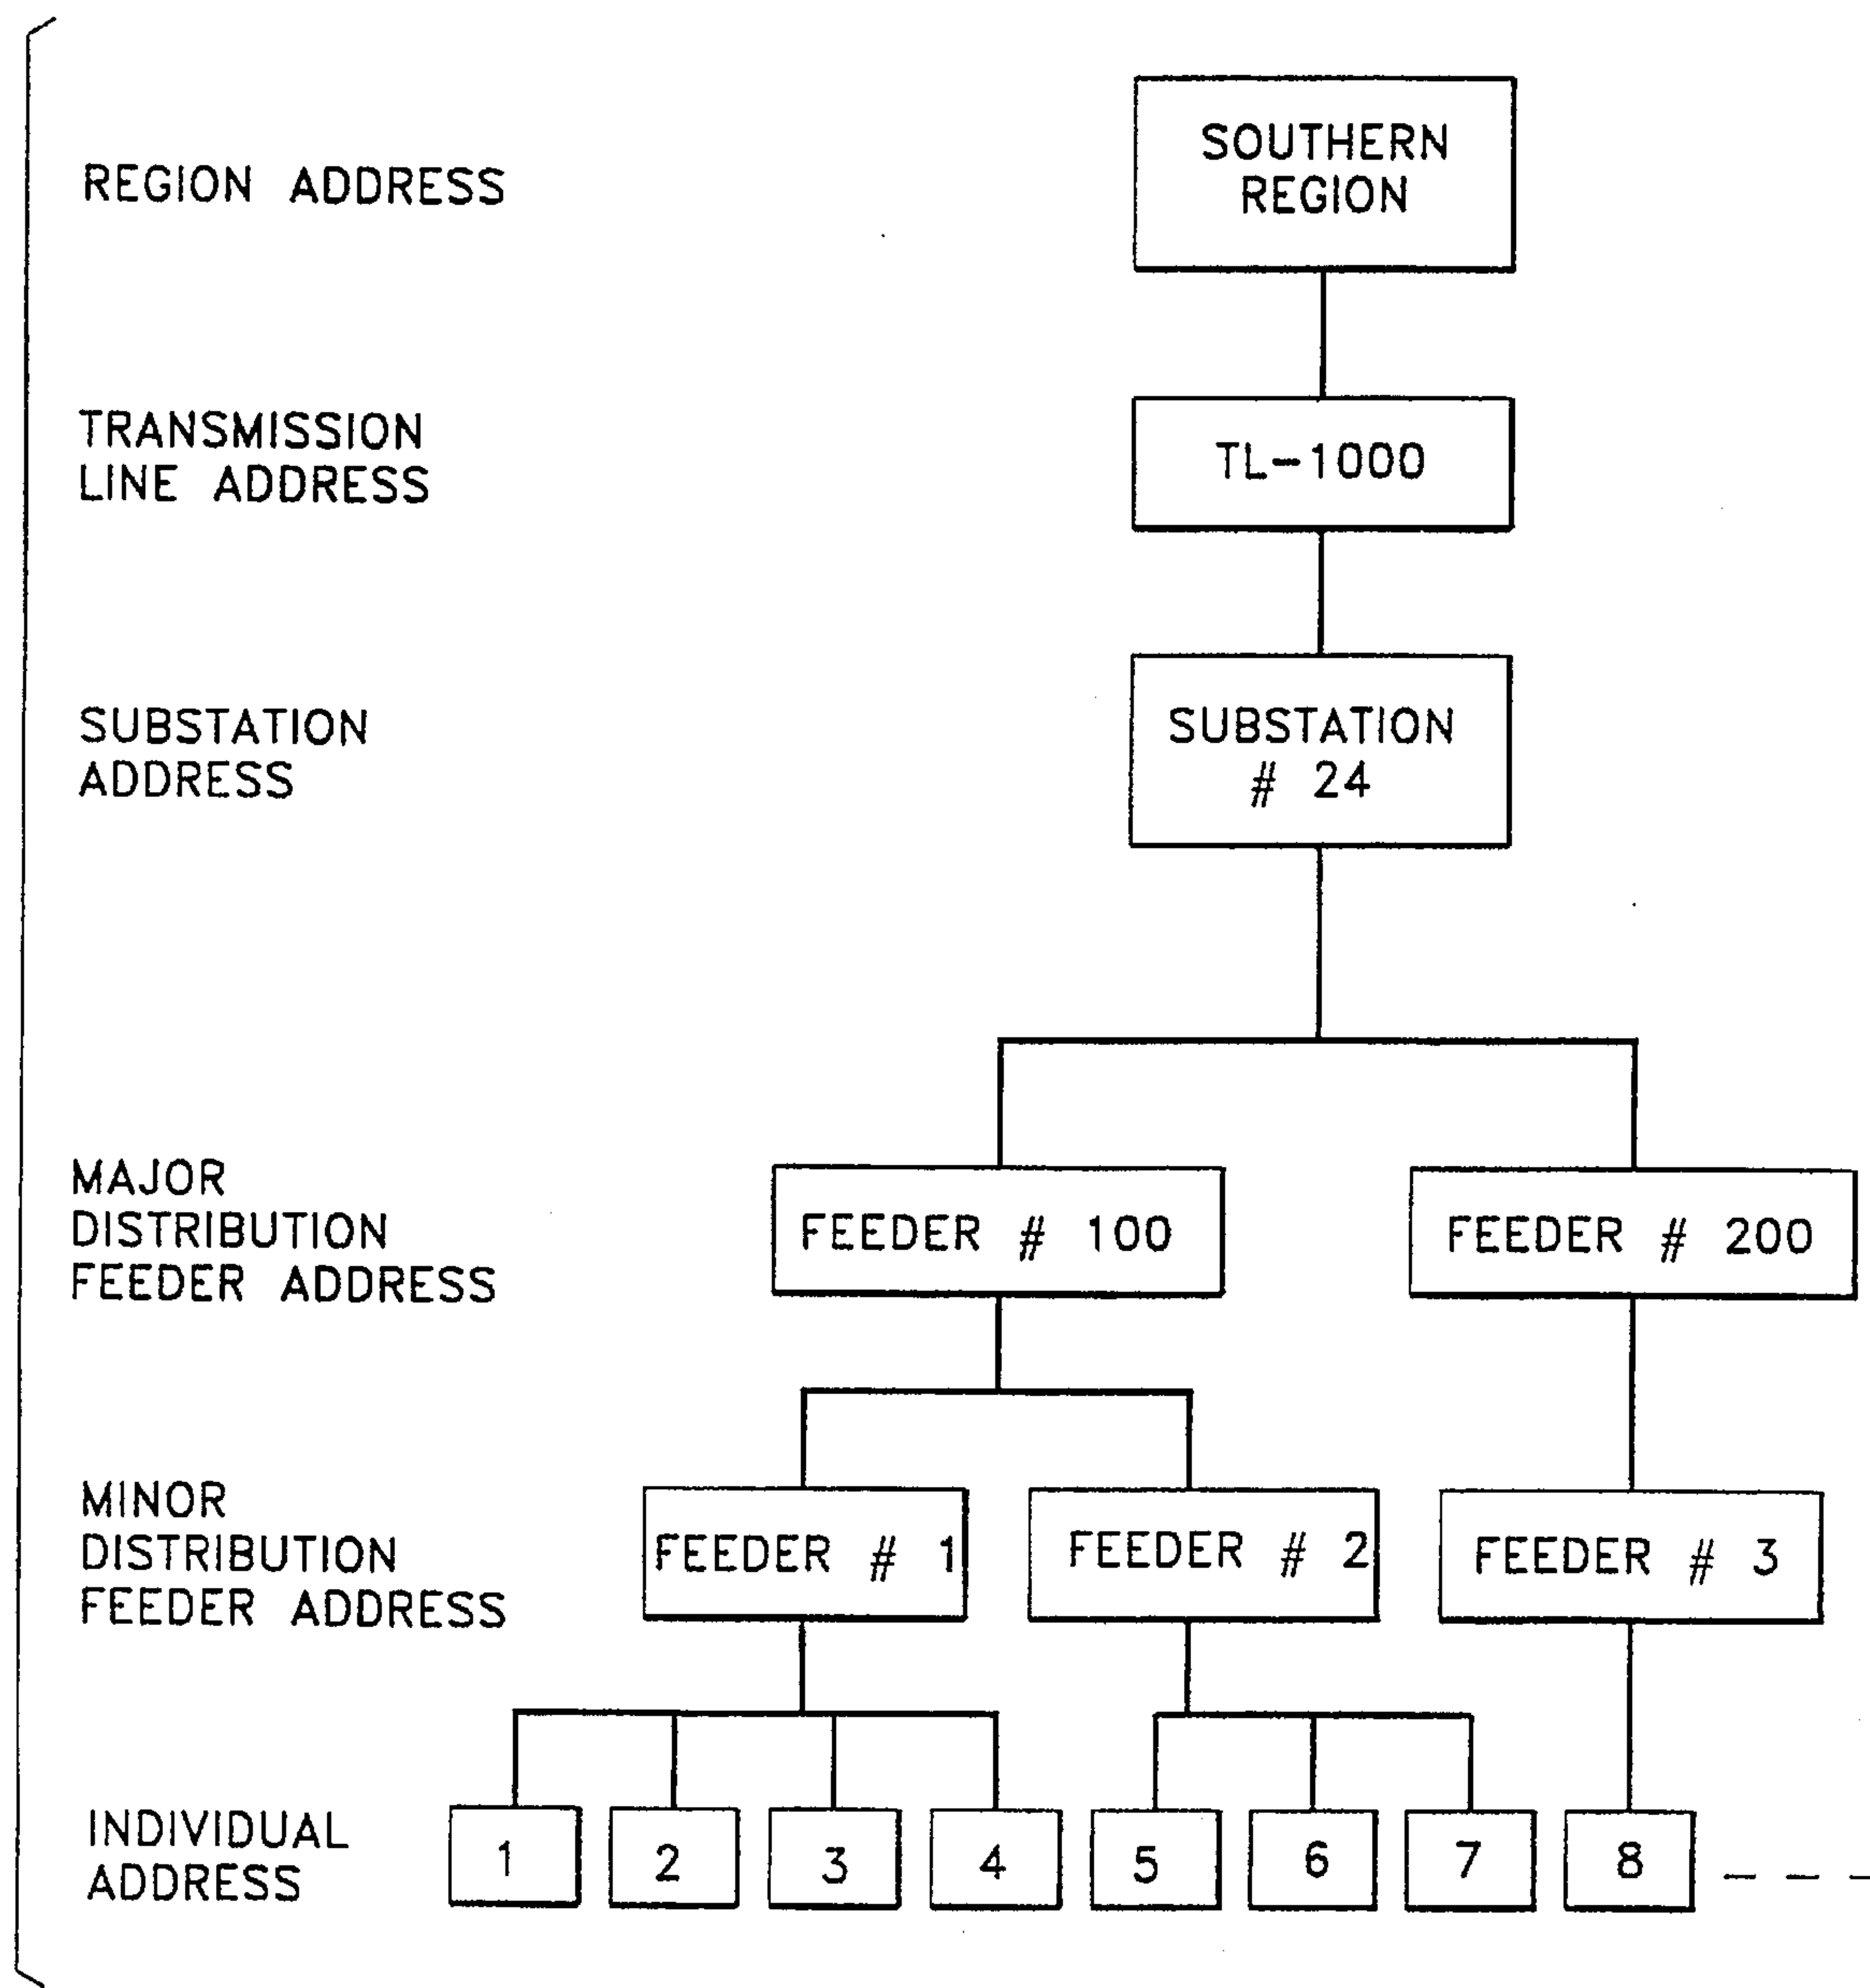 REGION ADDRESS
SOUTHERN
REGION
TRANSMISSION
LINE ADDRESS
TL-1000
SUBSTATION
ADDRESS
SUBSTATION
# 24
MAJOR
DISTRIBUTION
FEEDER ADDRESS
FEEDER # 100
FEEDER # 200
MINOR
DISTRIBUTION
FEEDER ADDRESS
FEEDER # 1
FEEDER # 2
FEEDER # 3
INDIVIDUAL
ADDRESS
1
2
3
4
5
6
7
8